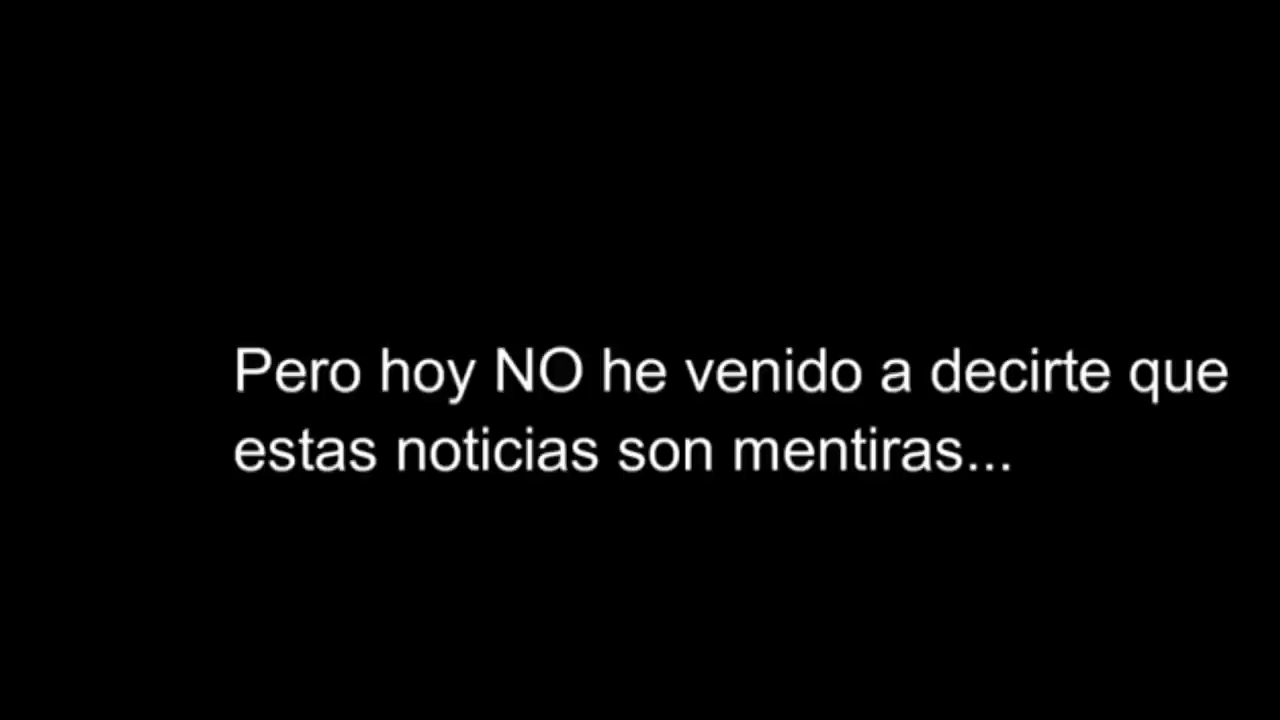 Pero hoy NO he venido a decirte que
estas noticias son mentiras...